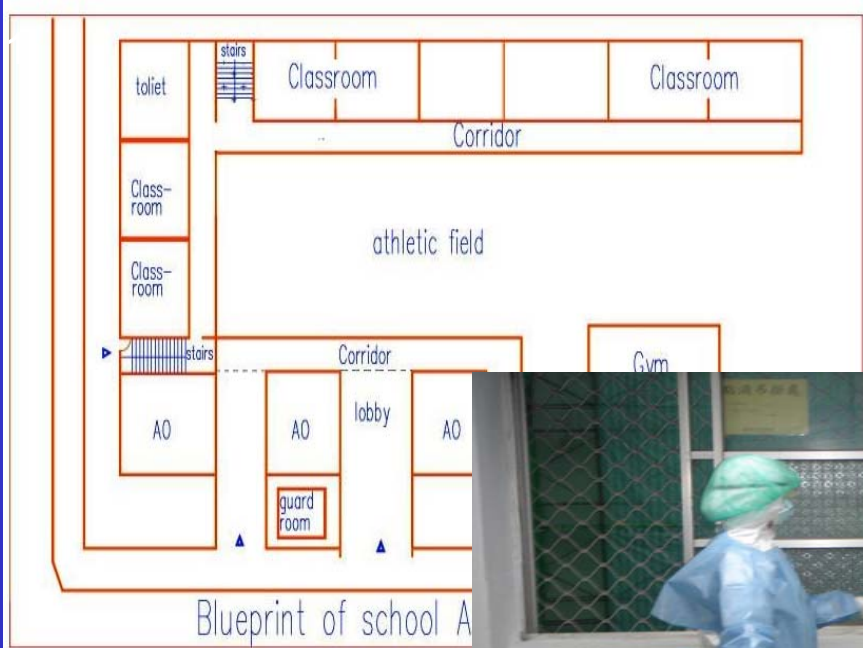 stairs
toliet
Classroom
Classroom
Corridor
Class-
room
athletic field
Class-
room
stairs
Corridor
Gym
AO
AO
lobby
AO
guard
room
Blueprint of school A